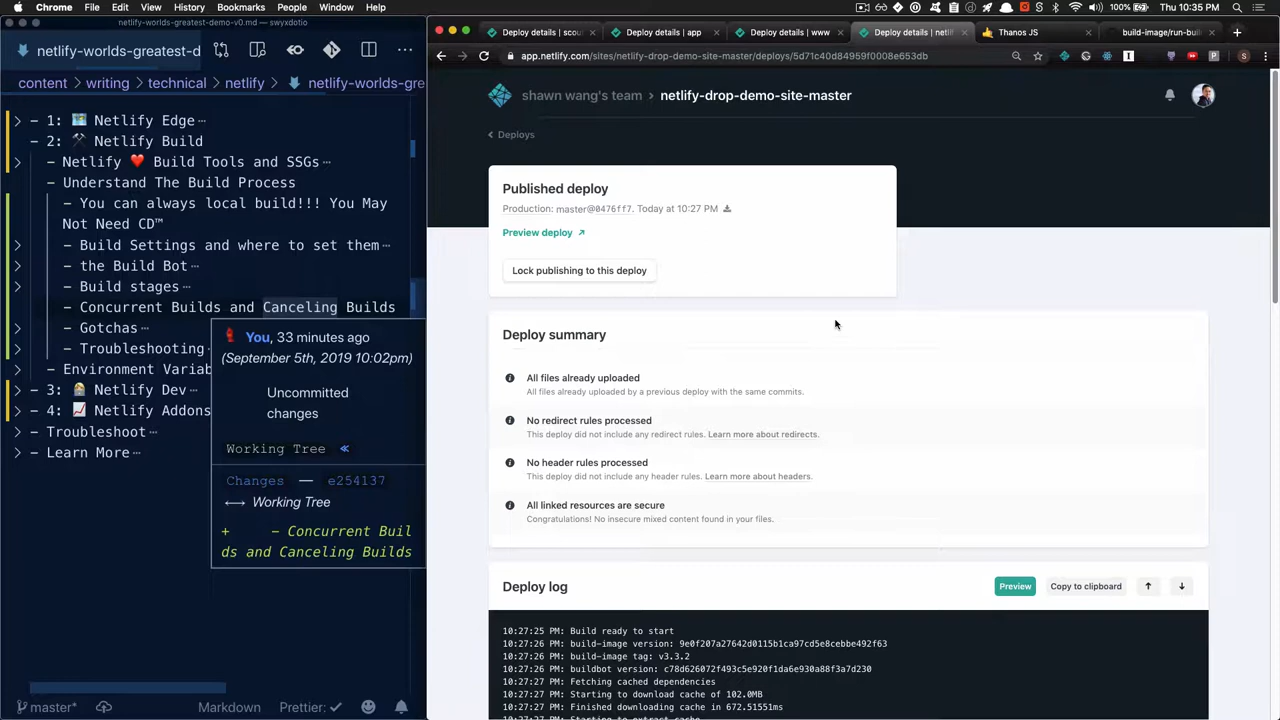 Chrome File Edit View History Bookmarks People Window Help
100% Thu 10:35 PM
netlify-worlds-greatest-demo-v0.md — swyxdotio
netlify-worlds-greatest-d
content › writing › technical › netlify › netlify-worls-gre
- 1: Netlify Edge…
- 2: Netlify Build
- Netlify ❤️ Build Tools and SSGs…
- Understand The Build Process
- You can always local build!!! You May
Not Need CD™
- Build Settings and where to set them…
- the Build Bot…
- Build stages…
- Concurrent Builds and Canceling Builds
- Gotchas…
- Troubleshooting
- Environment Variab
- 3: Netlify Dev…
- 4: Netlify Addons
- Troubleshoot…
- Learn More…
You, 33 minutes ago
(September 5th, 2019 10:02pm)
Uncommitted
changes
Working Tree «
Changes — e254137
⟷ Working Tree
+ - Concurrent Buil
ds and Canceling Builds
master* Markdown Prettier: ✓
Deploy details | scou × Deploy details | app × Deploy details | www × Deploy details | netli × Thanos JS × build-image/run-buil × +
app.netlify.com/sites/netlify-drop-demo-site-master/deploys/5d71c40d84959f0008e653db
shawn wang's team › netlify-drop-demo-site-master
‹ Deploys
Published deploy
Production: master@0476ff7. Today at 10:27 PM
Preview deploy ↗
Lock publishing to this deploy
Deploy summary
All files already uploaded
All files already uploaded by a previous deploy with the same commits.
No redirect rules processed
This deploy did not include any redirect rules. Learn more about redirects.
No header rules processed
This deploy did not include any header rules. Learn more about headers.
All linked resources are secure
Congratulations! No insecure mixed content found in your files.
Deploy log
Preview Copy to clipboard ↑ ↓
10:27:25 PM: Build ready to start
10:27:26 PM: build-image version: 9e0f207a27642d0115b1ca97cd5e8cebbe492f63
10:27:26 PM: build-image tag: v3.3.2
10:27:26 PM: buildbot version: c78d626072f493c5e920f1da6e930a88f3a7d230
10:27:27 PM: Fetching cached dependencies
10:27:27 PM: Starting to download cache of 102.0MB
10:27:27 PM: Finished downloading cache in 672.51551ms
10:27:27 PM: Starting to extract cache